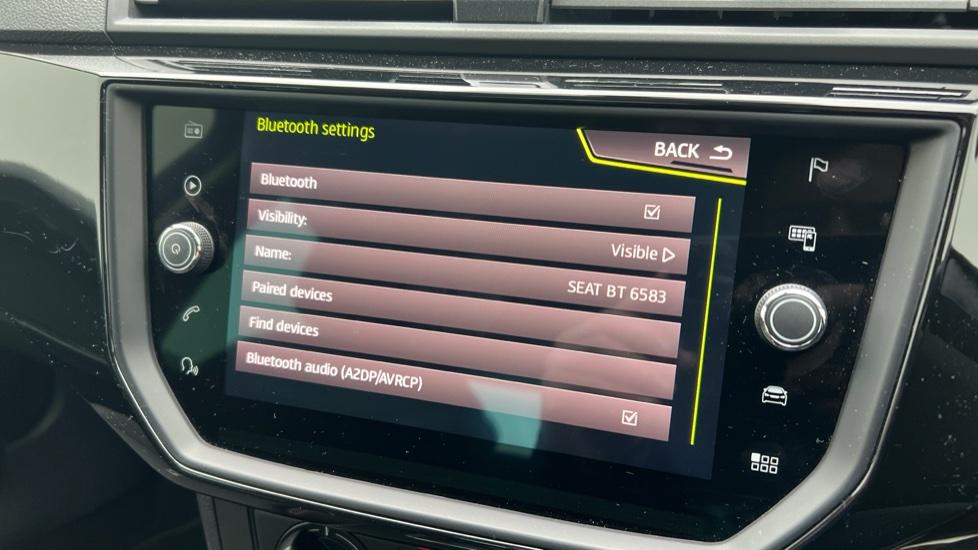 Bluetooth settings
BACK
Bluetooth
Visibility:
Visible
Name:
SEAT BT 6583
Paired devices
Find devices
Bluetooth audio (A2DP/AVRCP)